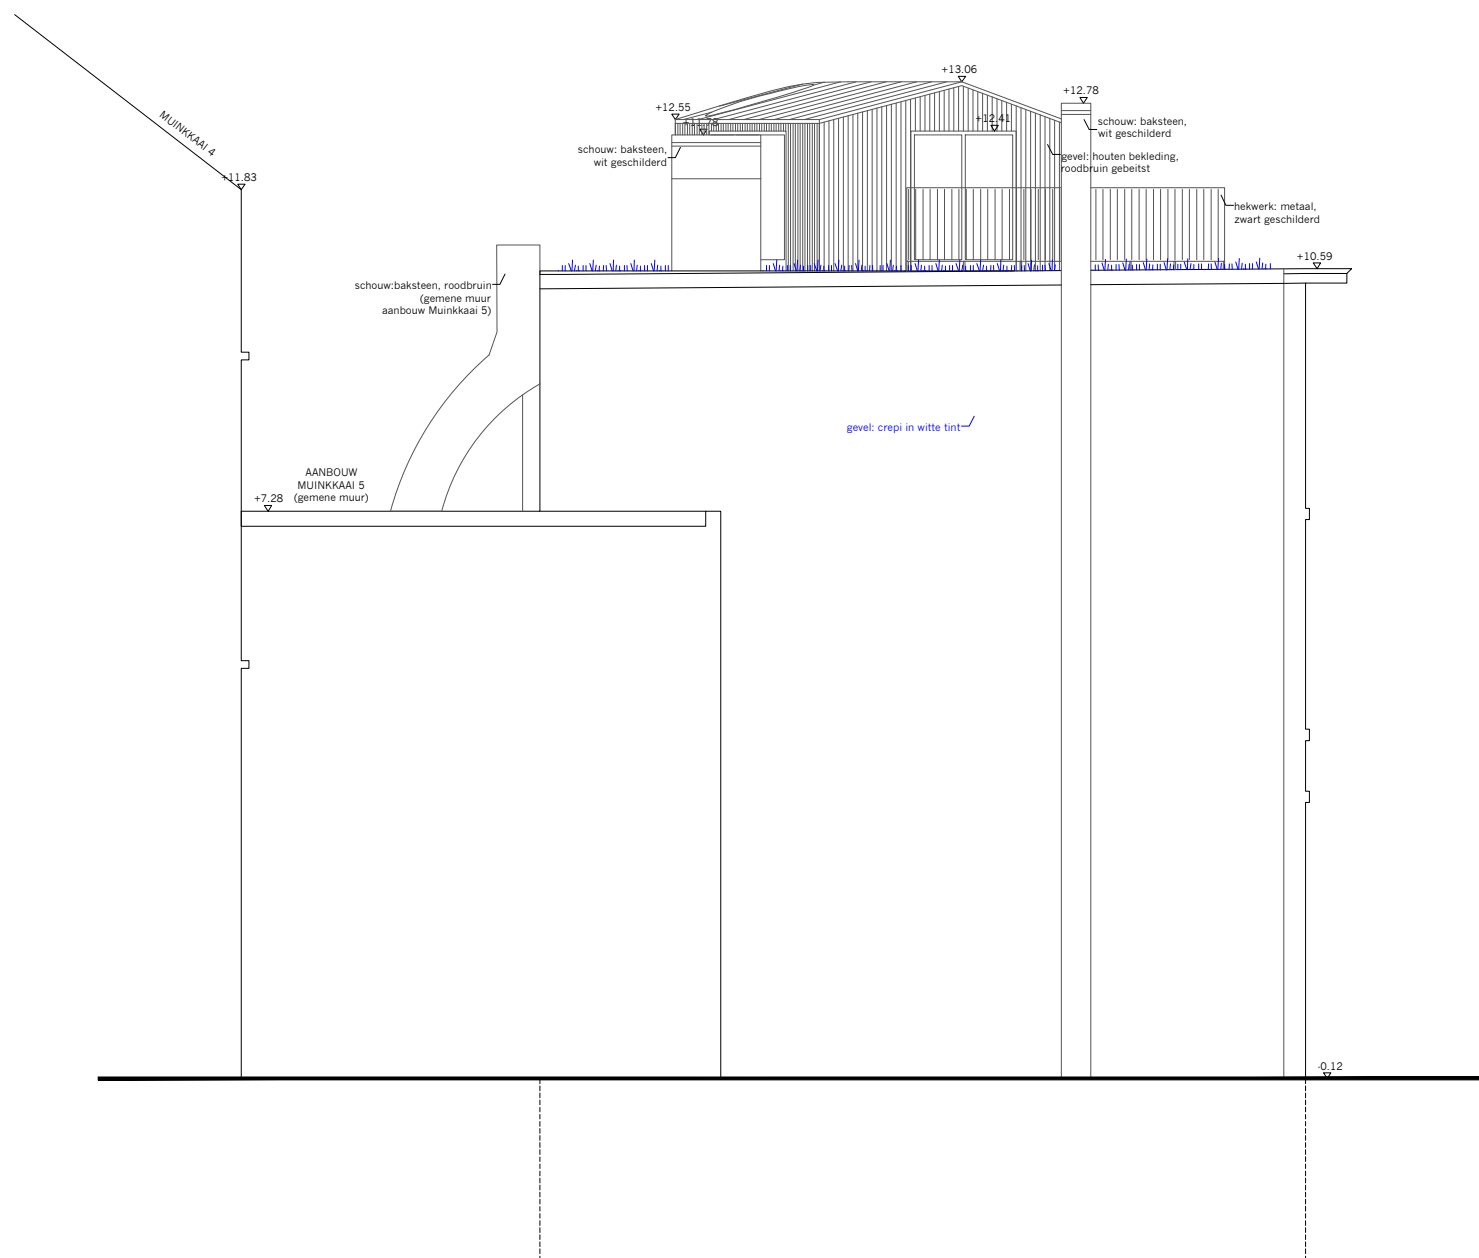 +13.06
+12.78
+12.55
+12.41
MUINKKAAI 4
schouw: baksteen,
wit geschilderd
schouw: baksteen,
wit geschilderd
gevel: houten bekleding,
roodbruin gebeitst
+11.83
hekwerk: metaal,
zwart geschilderd
+10.59
schouw:baksteen, roodbruin
(gemene muur
aanbouw Muinkkaai 5)
gevel: crepi in witte tint
AANBOUW
MUINKKAAI 5
(gemene muur)
+7.28
-0.12